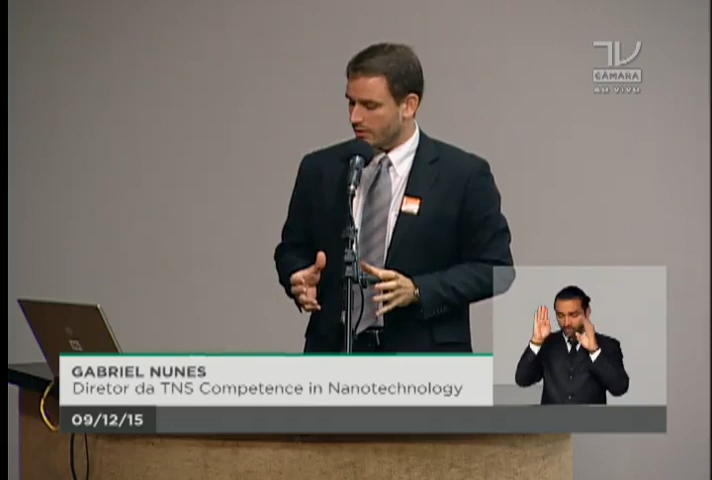 TV
CÂMARA
AO VIVO
GABRIEL NUNES
Diretor da TNS Competence in Nanotechnology
09/12/15